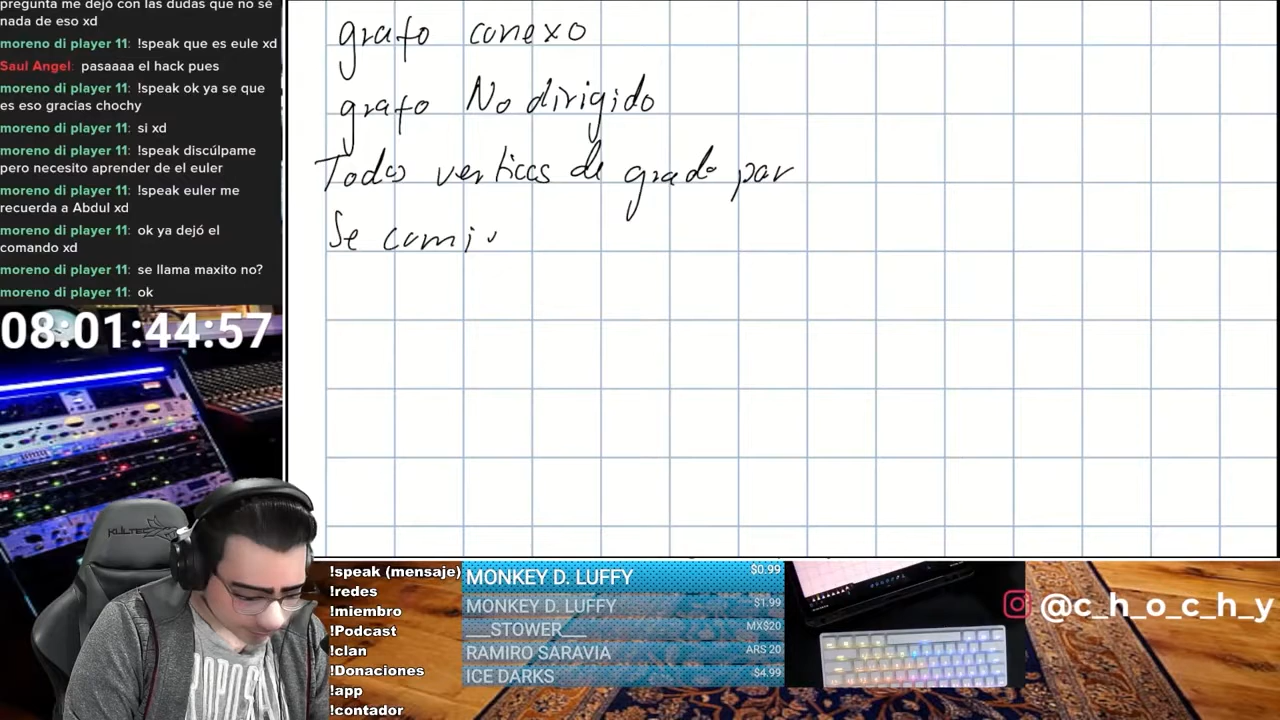 pregunta me dejó con las dudas que no se
nada de eso xd
moreno di player 11: !speak que es eule xd
Saul Angel: pasaaaa el hack pues
moreno di player 11: !speak ok ya se que
es eso gracias chochy
moreno di player 11: si xd
moreno di player 11: !speak discúlpame
pero necesito aprender de el euler
moreno di player 11: !speak euler me
recuerda a Abdul xd
moreno di player 11: ok ya dejó el
comando xd
moreno di player 11: se llama maxito no?
moreno di player 11: ok
08:01:44:57
grafo conexo
grafo No dirigido
Todos vertices de grado par
Se cami
!speak (mensaje)
!redes
!miembro
!Podcast
!clan
!Donaciones
!app
!contador
MONKEY D. LUFFY $0.99
MONKEY D. LUFFY $1.99
___STOWER__ MX$20
RAMIRO SARAVIA ARS 20
ICE DARKS $4.99
@c_h_o_c_h_y